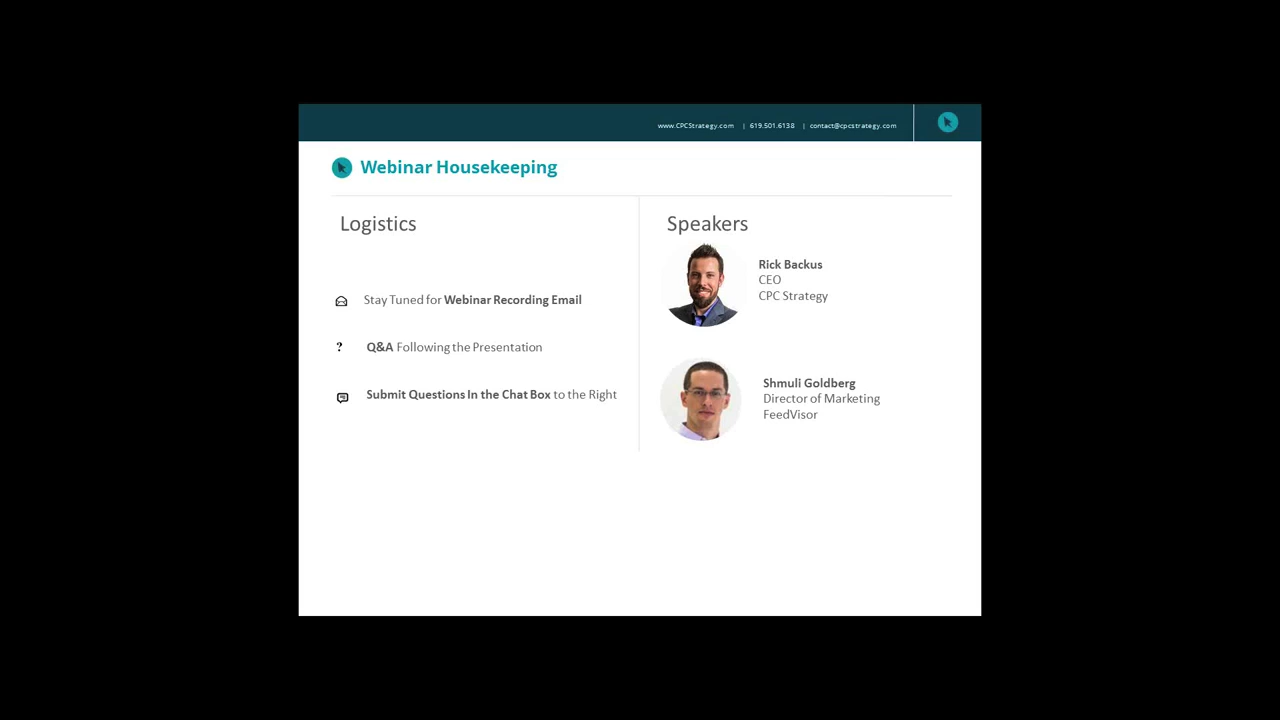 www.CPCStrategy.com | 619.501.6138 | contact@cpcstrategy.com
Webinar Housekeeping
Logistics
Stay Tuned for Webinar Recording Email
? Q&A Following the Presentation
Submit Questions In the Chat Box to the Right
Speakers
Rick Backus
CEO
CPC Strategy
Shmuli Goldberg
Director of Marketing
FeedVisor